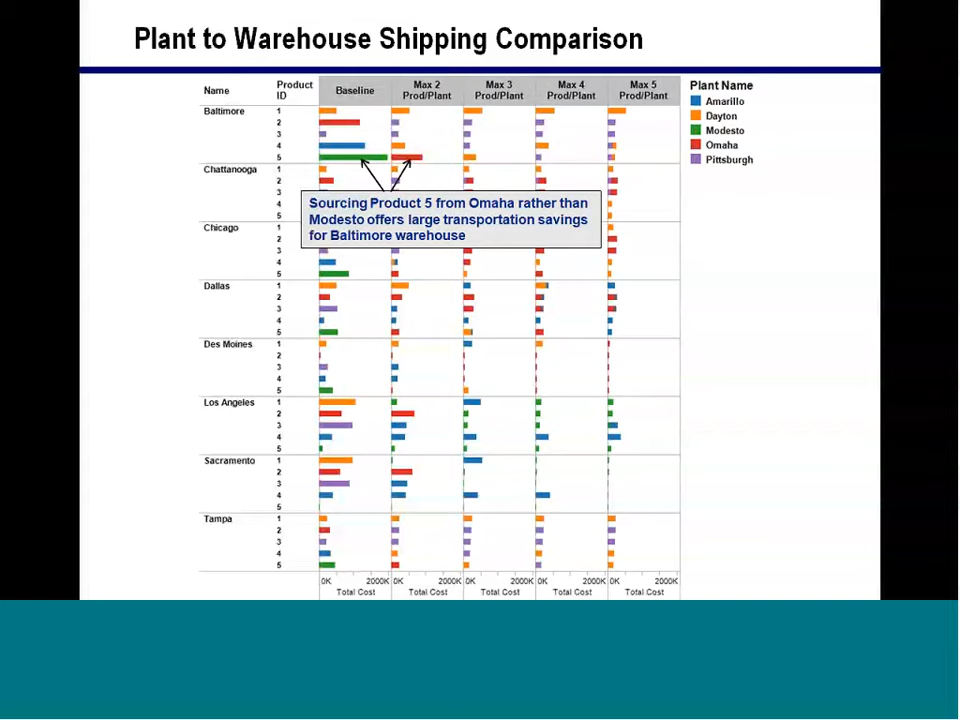 Plant to Warehouse Shipping Comparison
Name Product ID Baseline Max 2 Prod/Plant Max 3 Prod/Plant Max 4 Prod/Plant Max 5 Prod/Plant
Baltimore 1
2
3
4
5
Chattanooga 1
2
3
4
5
Sourcing Product 5 from Omaha rather than
Modesto offers large transportation savings
for Baltimore warehouse
Chicago 1
2
3
4
5
Dallas 1
2
3
4
5
Des Moines 1
2
3
4
5
Los Angeles 1
2
3
4
5
Sacramento 1
2
3
4
5
Tampa 1
2
3
4
5
0K 2000K 0K 2000K 0K 2000K 0K 2000K 0K 2000K
Total Cost Total Cost Total Cost Total Cost Total Cost
Plant Name
Amarillo
Dayton
Modesto
Omaha
Pittsburgh